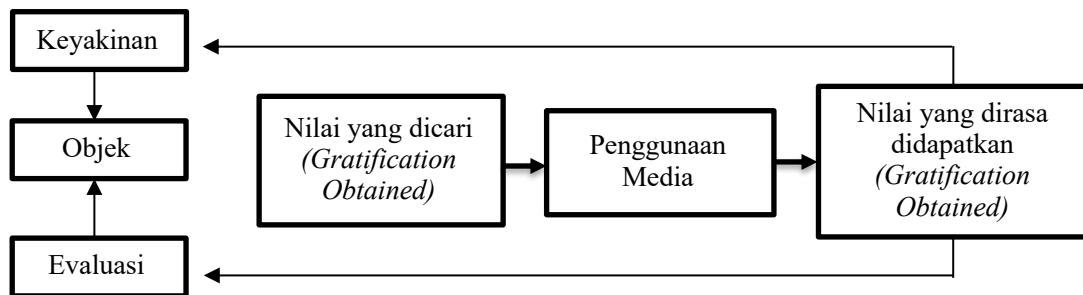 Keyakinan
Objek
Evaluasi
Nilai yang dicari
(Gratification
Obtained)
Penggunaan
Media
Nilai yang dirasa
didapatkan
(Gratification
Obtained)